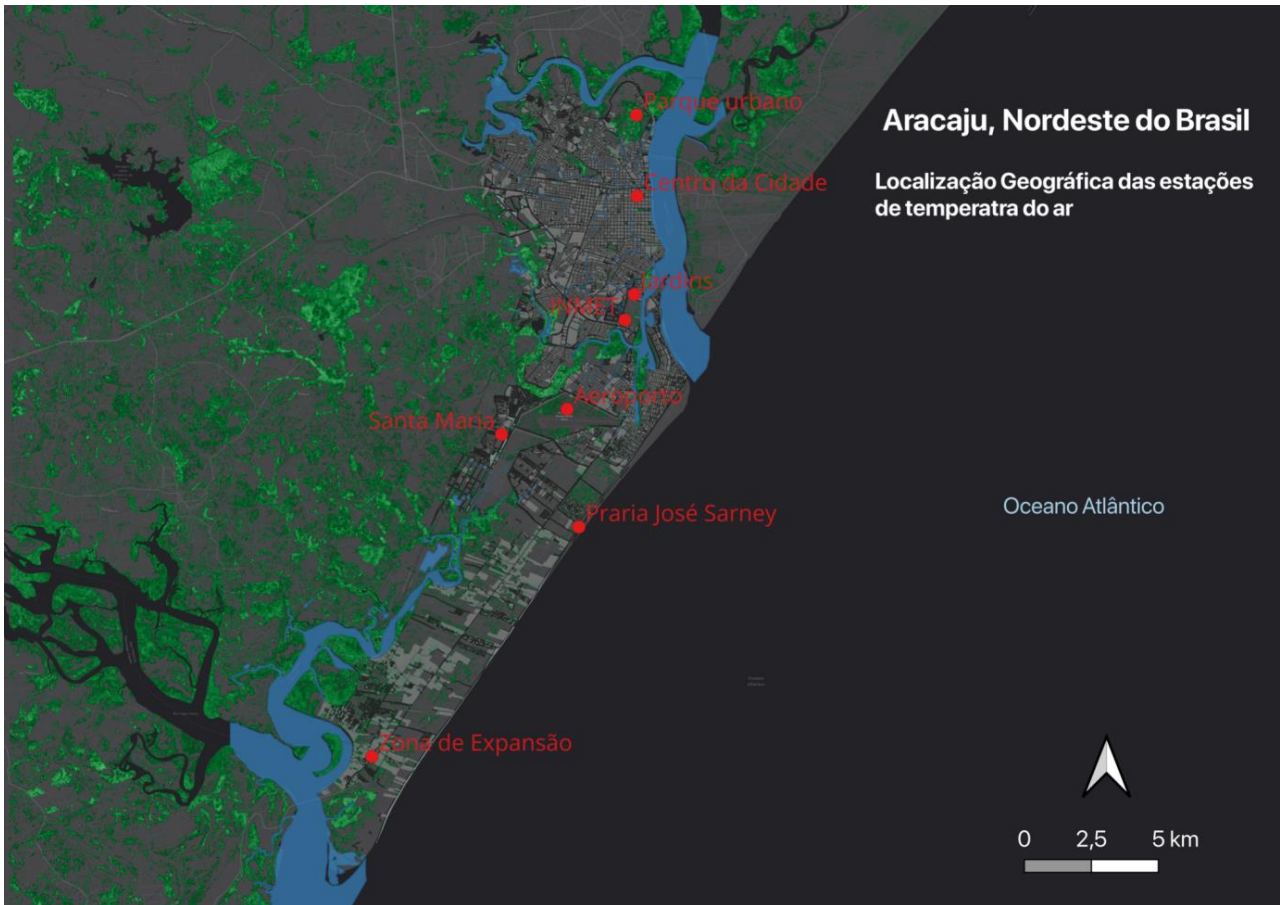 Parque urbano
Aracaju, Nordeste do Brasil
Centro da Cidade
Localização Geográfica das estações
de temperatra do ar
Jardins
INMET
Aeroporto
Santa Maria
Oceano Atlântico
Praria José Sarney
Zona de Expansão
0 2,5 5 km